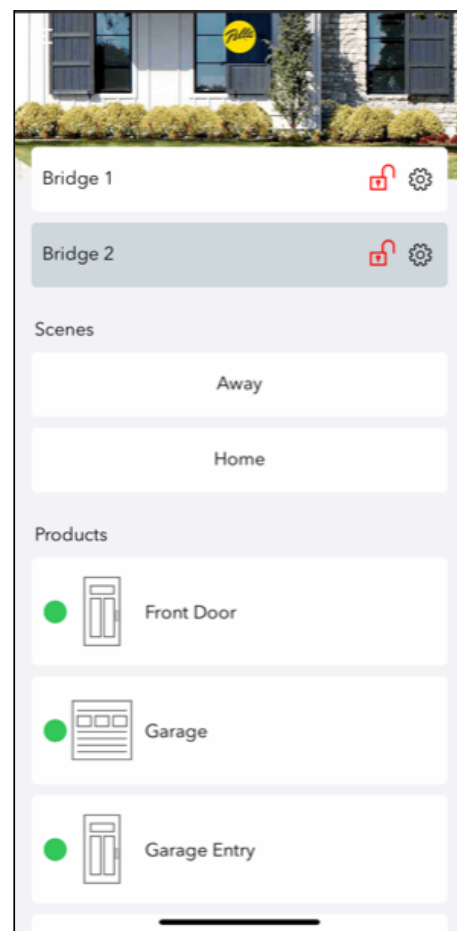 Pella
Bridge 1
Bridge 2
Scenes
Away
Home
Products
Front Door
Garage
Garage Entry